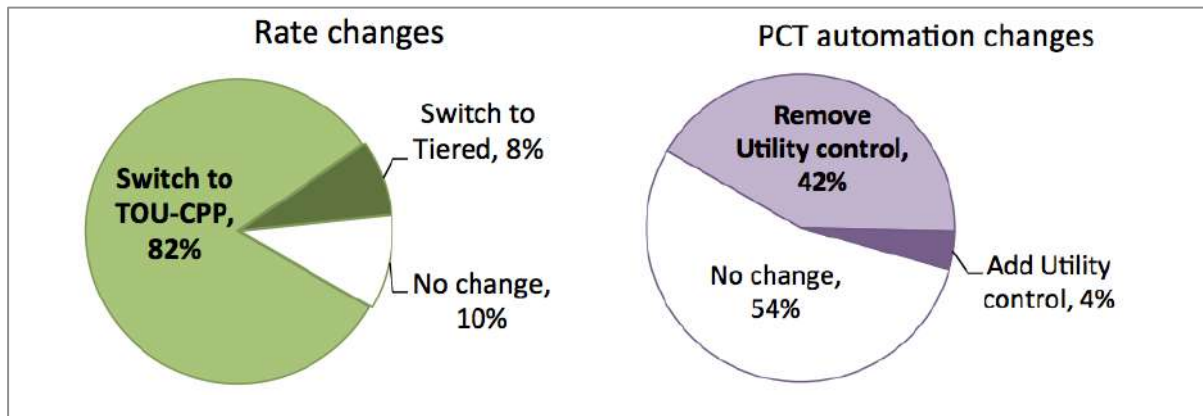 Rate changes
Switch to
Tiered, 8%
Switch to
TOU-CPP,
82%
No change,
10%
PCT automation changes
Remove
Utility control,
42%
No change,
54%
Add Utility
control, 4%